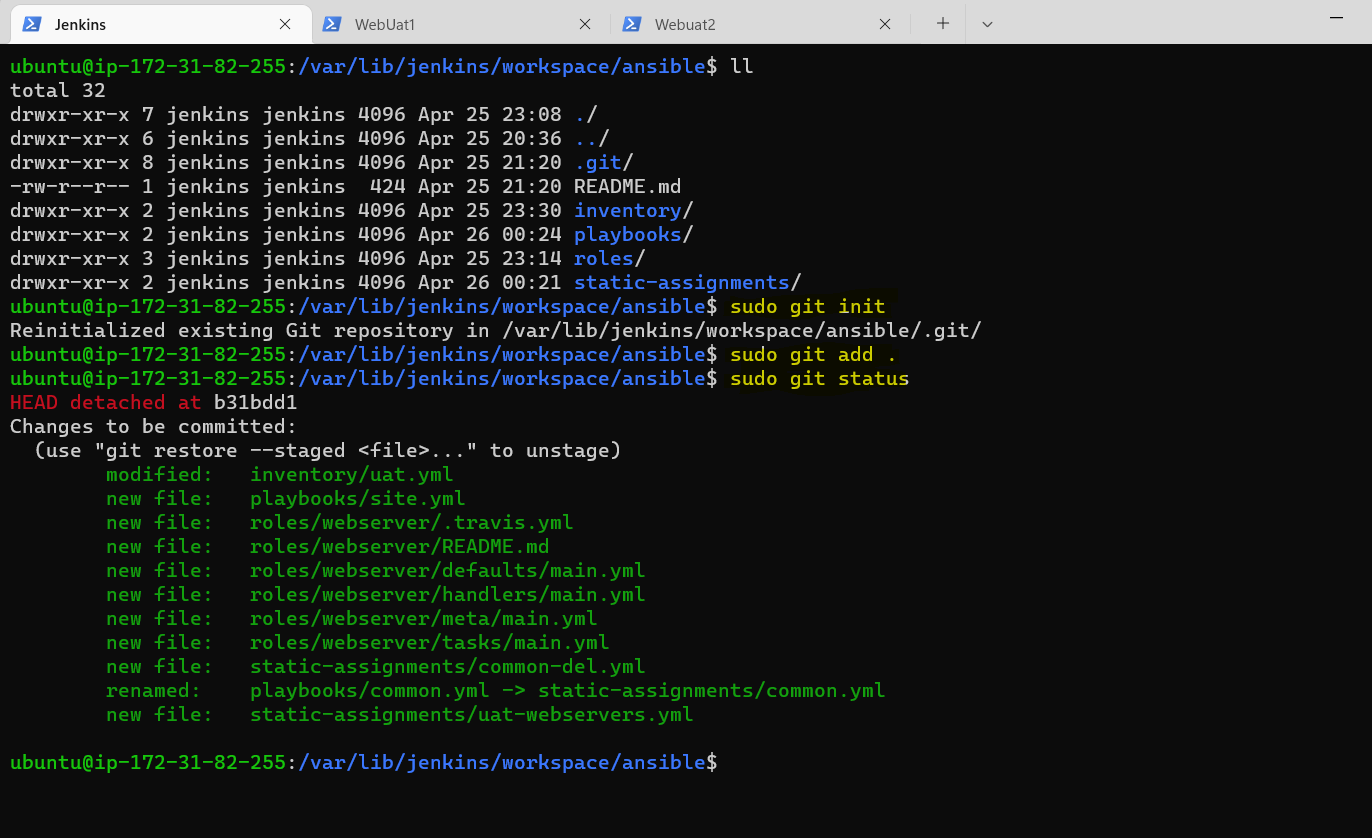 Jenkins WebUat1 Webuat2
ubuntu@ip-172-31-82-255:/var/lib/jenkins/workspace/ansible$ ll
total 32
drwxr-xr-x 7 jenkins jenkins 4096 Apr 25 23:08 ./
drwxr-xr-x 6 jenkins jenkins 4096 Apr 25 20:36 ../
drwxr-xr-x 8 jenkins jenkins 4096 Apr 25 21:20 .git/
-rw-r--r-- 1 jenkins jenkins  424 Apr 25 21:20 README.md
drwxr-xr-x 2 jenkins jenkins 4096 Apr 25 23:30 inventory/
drwxr-xr-x 2 jenkins jenkins 4096 Apr 26 00:24 playbooks/
drwxr-xr-x 3 jenkins jenkins 4096 Apr 25 23:14 roles/
drwxr-xr-x 2 jenkins jenkins 4096 Apr 26 00:21 static-assignments/
ubuntu@ip-172-31-82-255:/var/lib/jenkins/workspace/ansible$ sudo git init
Reinitialized existing Git repository in /var/lib/jenkins/workspace/ansible/.git/
ubuntu@ip-172-31-82-255:/var/lib/jenkins/workspace/ansible$ sudo git add .
ubuntu@ip-172-31-82-255:/var/lib/jenkins/workspace/ansible$ sudo git status
HEAD detached at b31bdd1
Changes to be committed:
  (use "git restore --staged <file>..." to unstage)
        modified:   inventory/uat.yml
        new file:   playbooks/site.yml
        new file:   roles/webserver/.travis.yml
        new file:   roles/webserver/README.md
        new file:   roles/webserver/defaults/main.yml
        new file:   roles/webserver/handlers/main.yml
        new file:   roles/webserver/meta/main.yml
        new file:   roles/webserver/tasks/main.yml
        new file:   static-assignments/common-del.yml
        renamed:    playbooks/common.yml -> static-assignments/common.yml
        new file:   static-assignments/uat-webservers.yml
ubuntu@ip-172-31-82-255:/var/lib/jenkins/workspace/ansible$